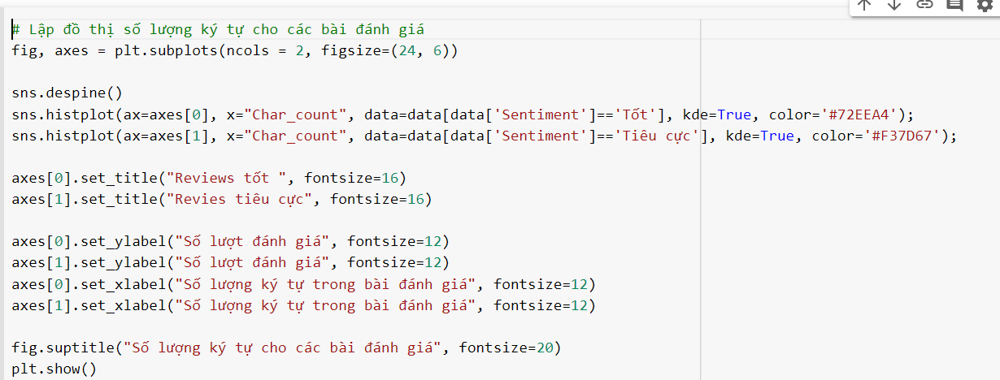 # Lập đồ thị số lượng ký tự cho các bài đánh giá
fig, axes = plt.subplots(ncols = 2, figsize=(24, 6))
sns.despine()
sns.histplot(ax=axes[0], x="Char_count", data=data[data['Sentiment']=='Tốt'], kde=True, color='#72EEA4');
sns.histplot(ax=axes[1], x="Char_count", data=data[data['Sentiment']=='Tiêu cực'], kde=True, color='#F37D67');
axes[0].set_title("Reviews tốt ", fontsize=16)
axes[1].set_title("Revies tiêu cực", fontsize=16)
axes[0].set_ylabel("Số lượt đánh giá", fontsize=12)
axes[1].set_ylabel("Số lượt đánh giá", fontsize=12)
axes[0].set_xlabel("Số lượng ký tự trong bài đánh giá", fontsize=12)
axes[1].set_xlabel("Số lượng ký tự trong bài đánh giá", fontsize=12)
fig.suptitle("Số lượng ký tự cho các bài đánh giá", fontsize=20)
plt.show()